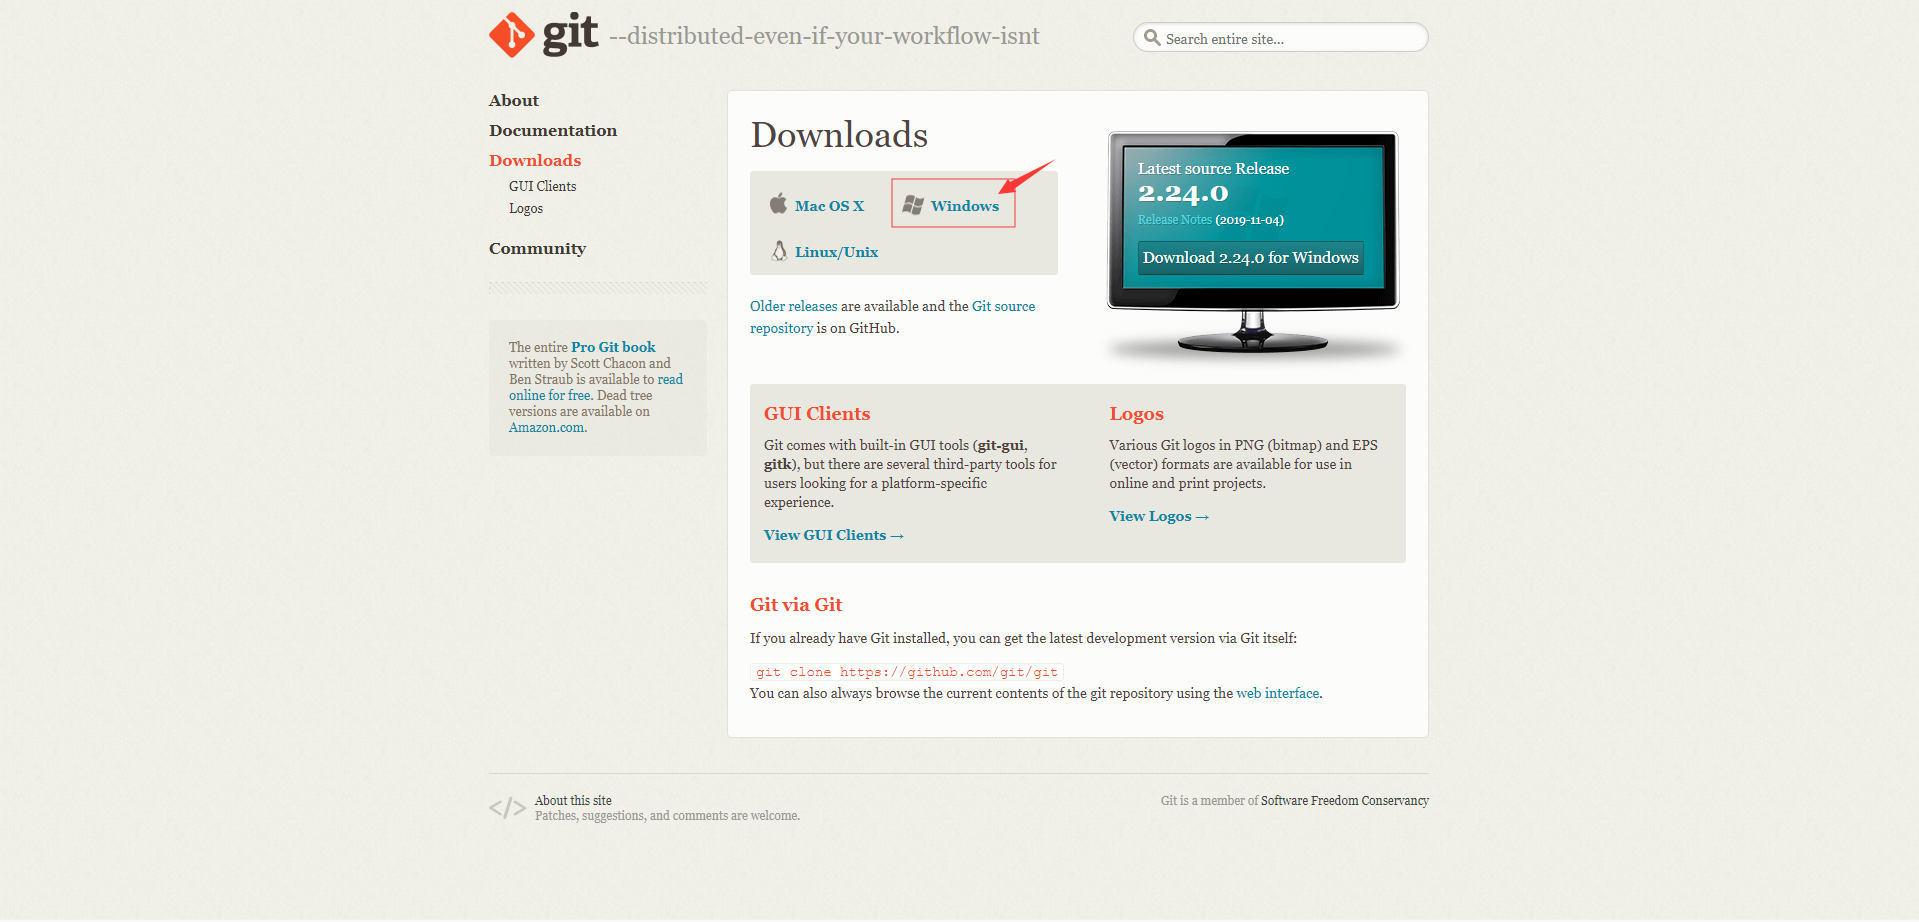 git --distributed-even-if-your-workflow-isnt
Search entire site...
About
Documentation
Downloads
GUI Clients
Logos
Community
The entire Pro Git book
written by Scott Chacon and
Ben Straub is available to read
online for free. Dead tree
versions are available on
Amazon.com.
Downloads
Mac OS X
Windows
Linux/Unix
Older releases are available and the Git source
repository is on GitHub.
Latest source Release
2.24.0
Release Notes (2019-11-04)
Download 2.24.0 for Windows
GUI Clients
Git comes with built-in GUI tools (git-gui,
gitk), but there are several third-party tools for
users looking for a platform-specific
experience.
View GUI Clients →
Logos
Various Git logos in PNG (bitmap) and EPS
(vector) formats are available for use in
online and print projects.
View Logos →
Git via Git
If you already have Git installed, you can get the latest development version via Git itself:
git clone https://github.com/git/git
You can also always browse the current contents of the git repository using the web interface.
</> About this site
Patches, suggestions, and comments are welcome.
Git is a member of Software Freedom Conservancy